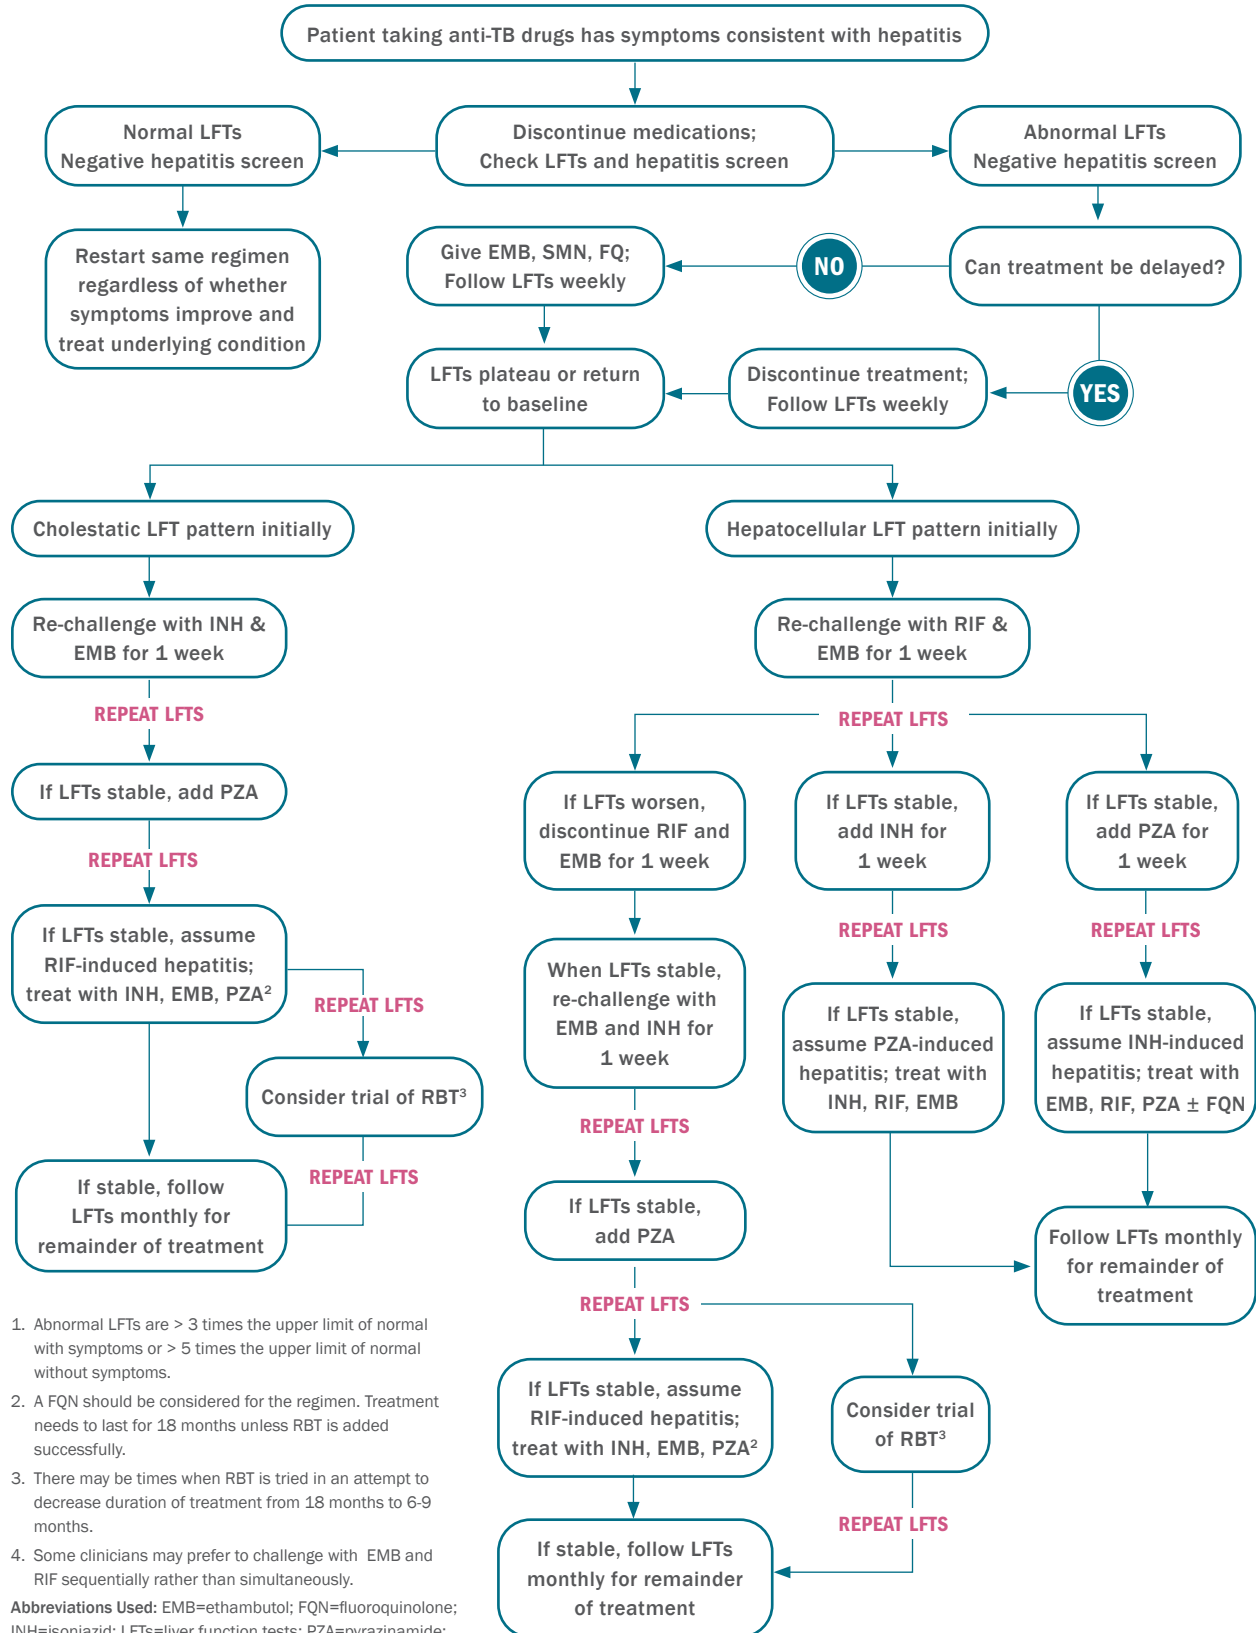 Patient taking anti-TB drugs has symptoms consistent with hepatitis
Normal LFTs
Negative hepatitis screen
Discontinue medications;
Check LFTs and hepatitis screen
Abnormal LFTs
Negative hepatitis screen
Restart same regimen
regardless of whether
symptoms improve and
treat underlying condition
Give EMB, SMN, FQ;
Follow LFTs weekly
NO
Can treatment be delayed?
LFTs plateau or return
to baseline
Discontinue treatment;
Follow LFTs weekly
YES
Cholestatic LFT pattern initially
Hepatocellular LFT pattern initially
Re-challenge with INH &
EMB for 1 week
Re-challenge with RIF &
EMB for 1 week
REPEAT LFTS
REPEAT LFTS
If LFTs stable, add PZA
If LFTs worsen,
discontinue RIF and
EMB for 1 week
If LFTs stable,
add INH for
1 week
If LFTs stable,
add PZA for
1 week
REPEAT LFTS
REPEAT LFTS
REPEAT LFTS
If LFTs stable, assume
RIF-induced hepatitis;
treat with INH, EMB, PZA²
When LFTs stable,
re-challenge with
EMB and INH for
1 week
If LFTs stable,
assume PZA-induced
hepatitis; treat with
INH, RIF, EMB
If LFTs stable,
assume INH-induced
hepatitis; treat with
EMB, RIF, PZA ± FQN
REPEAT LFTS
Consider trial of RBT³
REPEAT LFTS
REPEAT LFTS
If stable, follow
LFTs monthly for
remainder of treatment
If LFTs stable,
add PZA
Follow LFTs monthly
for remainder of
treatment
REPEAT LFTS
If LFTs stable, assume
RIF-induced hepatitis;
treat with INH, EMB, PZA²
Consider trial
of RBT³
REPEAT LFTS
If stable, follow LFTs
monthly for remainder
of treatment
1. Abnormal LFTs are > 3 times the upper limit of normal
with symptoms or > 5 times the upper limit of normal
without symptoms.
2. A FQN should be considered for the regimen. Treatment
needs to last for 18 months unless RBT is added
successfully.
3. There may be times when RBT is tried in an attempt to
decrease duration of treatment from 18 months to 6-9
months.
4. Some clinicians may prefer to challenge with EMB and
RIF sequentially rather than simultaneously.
Abbreviations Used: EMB=ethambutol; FQN=fluoroquinolone;
INH=isoniazid; LFTs=liver function tests; PZA=pyrazinamide;